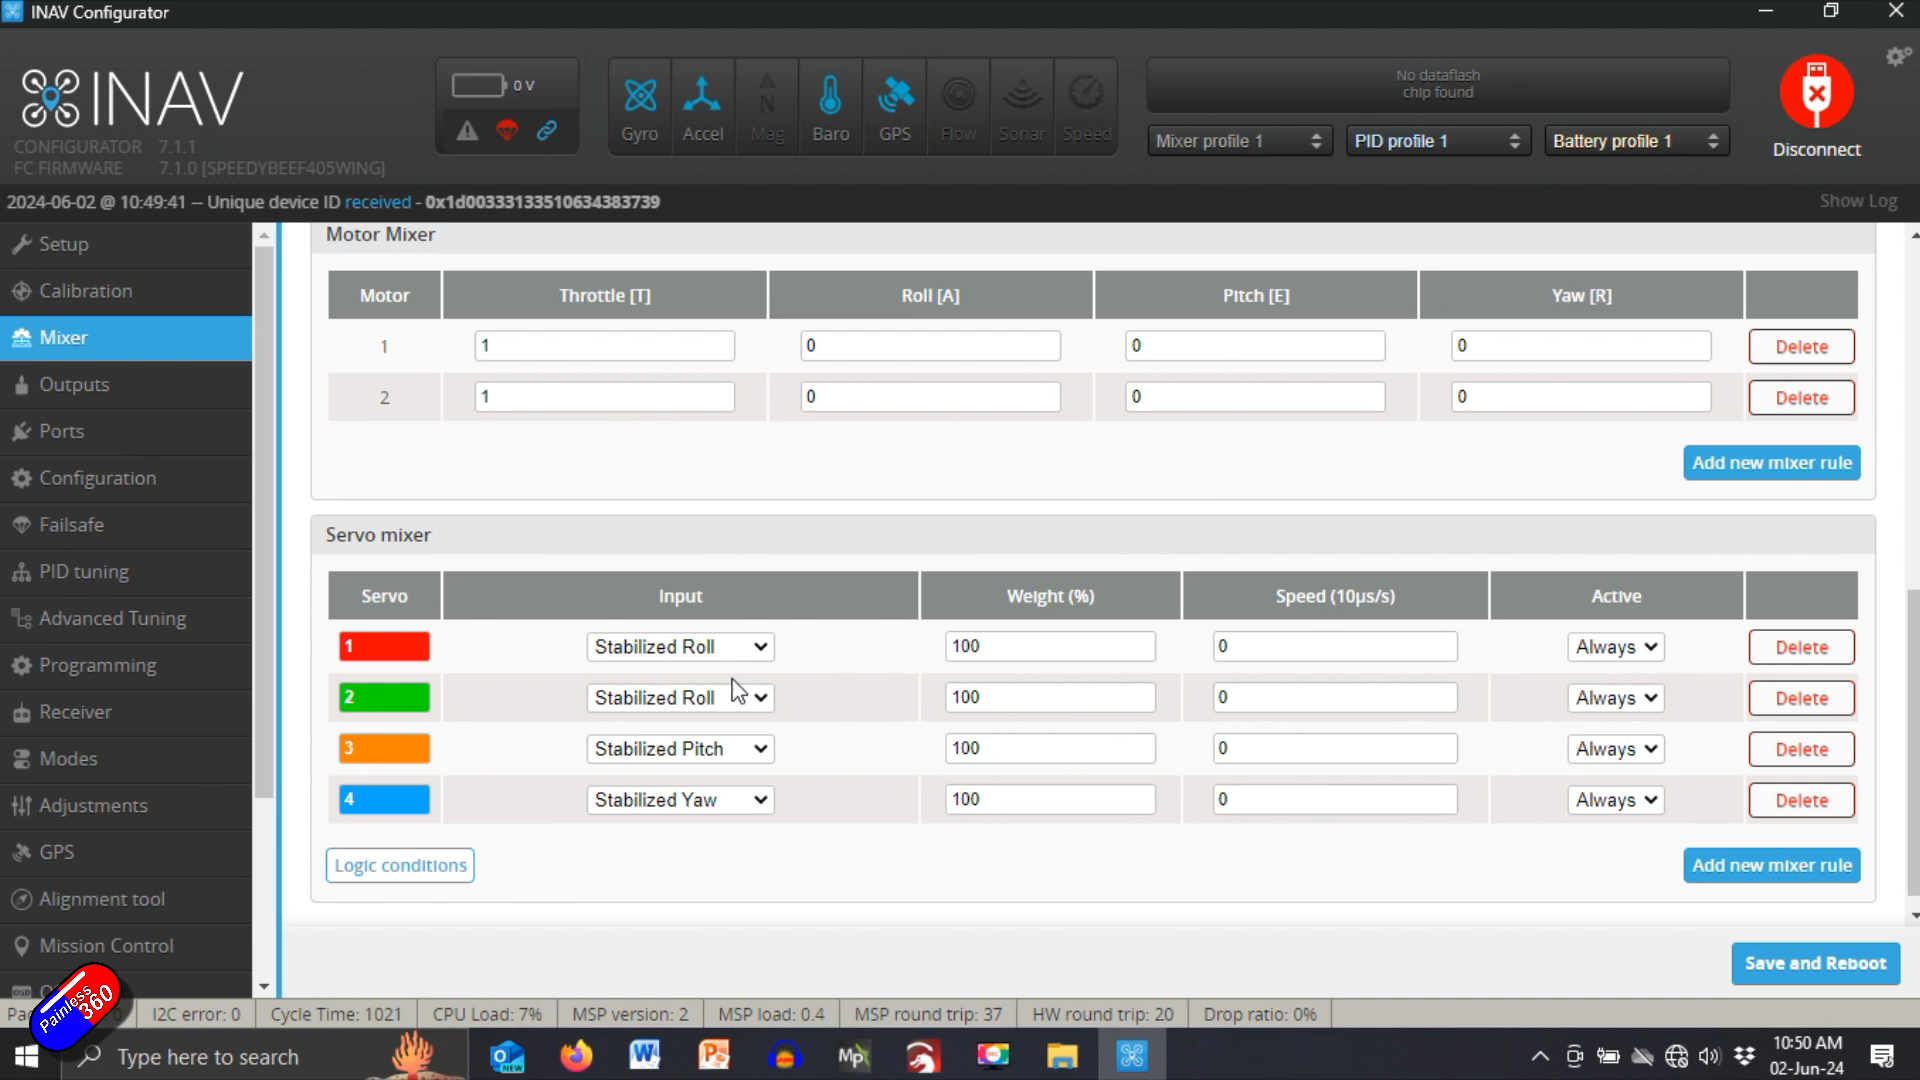 INAV Configurator
INAV
CONFIGURATOR 7.1.1
FC FIRMWARE 7.1.0 [SPEEDYBEEF405WING]
0 V
Gyro
Accel
Mag
Baro
GPS
Flow
Sonar
Speed
No dataflash
chip found
Mixer profile 1
PID profile 1
Battery profile 1
Disconnect
2024-06-02 @ 10:49:41 -- Unique device ID received - 0x1d00333133510634383739
Show Log
Setup
Calibration
Mixer
Outputs
Ports
Configuration
Failsafe
PID tuning
Advanced Tuning
Programming
Receiver
Modes
Adjustments
GPS
Alignment tool
Mission Control
Motor Mixer
Motor Throttle [T] Roll [A] Pitch [E] Yaw [R]
1 1 0 0 0 Delete
2 1 0 0 0 Delete
Add new mixer rule
Servo mixer
Servo Input Weight (%) Speed (10µs/s) Active
1 Stabilized Roll 100 0 Always Delete
2 Stabilized Roll 100 0 Always Delete
3 Stabilized Pitch 100 0 Always Delete
4 Stabilized Yaw 100 0 Always Delete
Logic conditions
Add new mixer rule
Save and Reboot
Painless360
I2C error: 0 Cycle Time: 1021 CPU Load: 7% MSP version: 2 MSP load: 0.4 MSP round trip: 37 HW round trip: 20 Drop ratio: 0%
Type here to search
NEW
W
P
Mp
10:50 AM
02-Jun-24